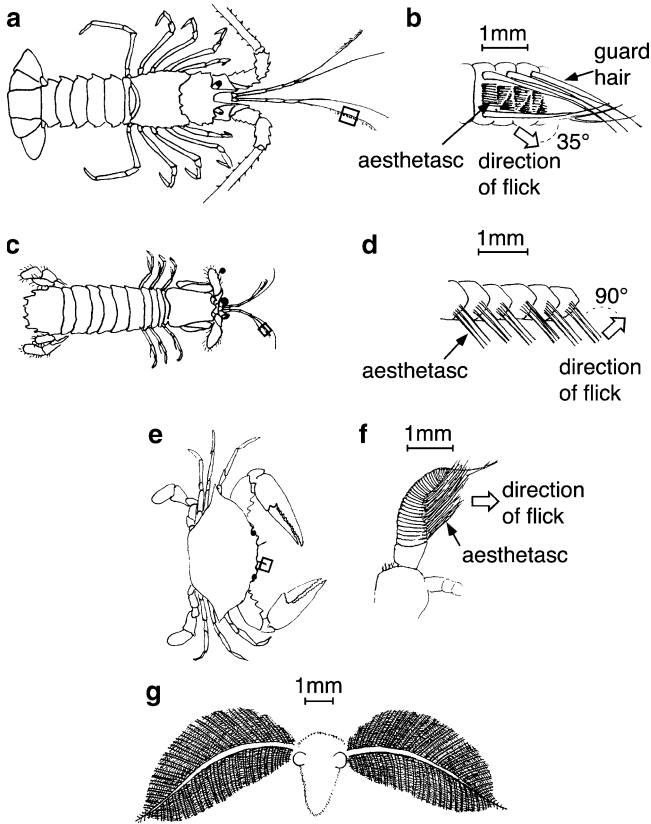 a
b
1mm
guard
hair
35°
aesthetasc
direction
of flick
c
d
1mm
90°
aesthetasc
direction
of flick
e
f
1mm
direction
of flick
aesthetasc
g
1mm